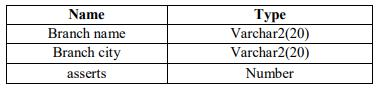 Name Type
Branch name Varchar2(20)
Branch city Varchar2(20)
asserts Number